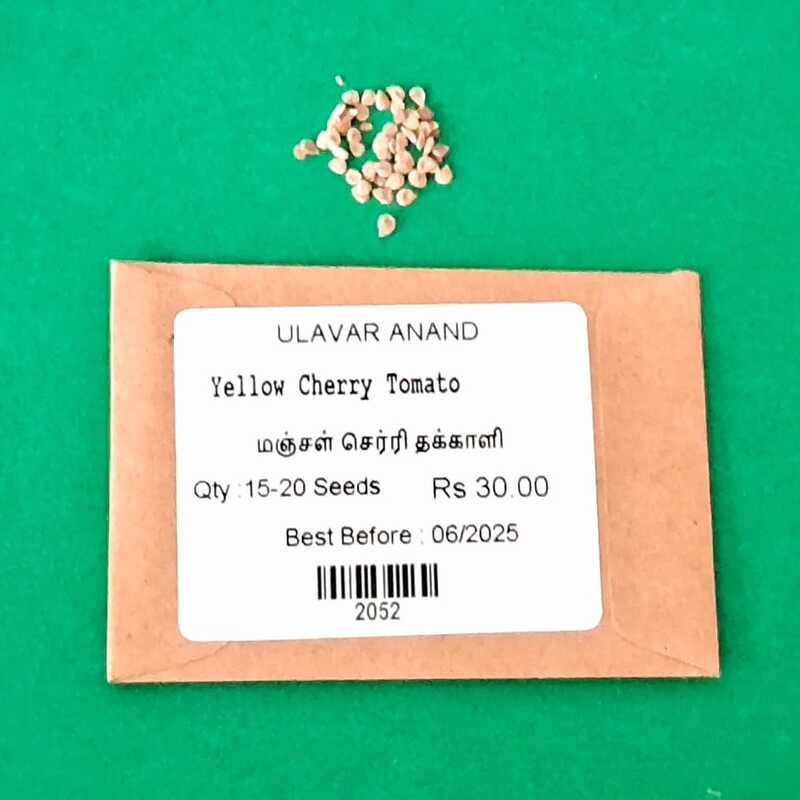 ULAVAR ANAND
Yellow Cherry Tomato
மஞ்சள் செர்ரி தக்காளி
Qty : 15-20 Seeds Rs 30.00
Best Before : 06/2025
2052